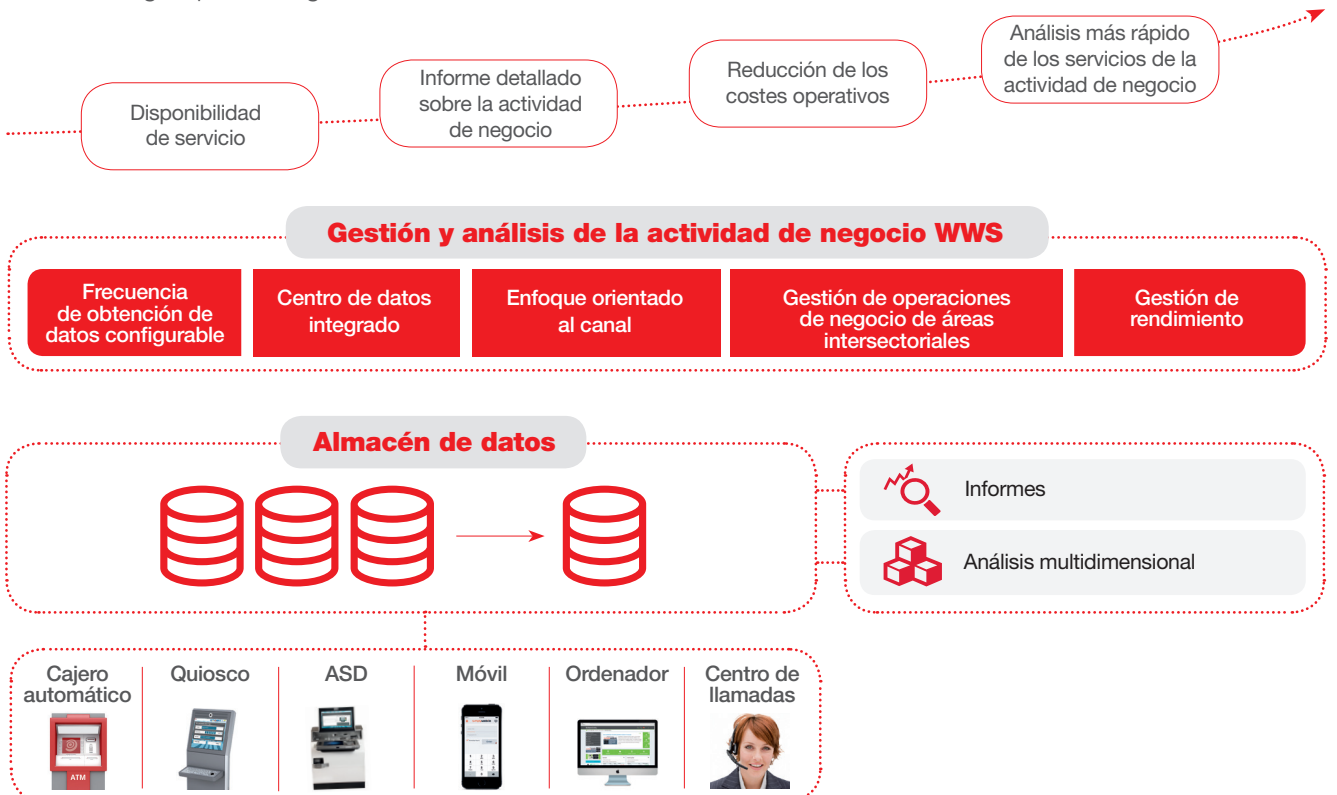 Análisis más rápido
de los servicios de la
actividad de negocio
Reducción de los
costes operativos
Informe detallado
sobre la actividad
de negocio
Disponibilidad
de servicio
Gestión y análisis de la actividad de negocio WWS
Frecuencia
de obtención de
datos configurable
Centro de datos
integrado
Enfoque orientado
al canal
Gestión de operaciones
de negocio de áreas
intersectoriales
Gestión de
rendimiento
Almacén de datos
Informes
Análisis multidimensional
Cajero
automático
Quiosco
ASD
Móvil
Ordenador
Centro de
llamadas
ATM